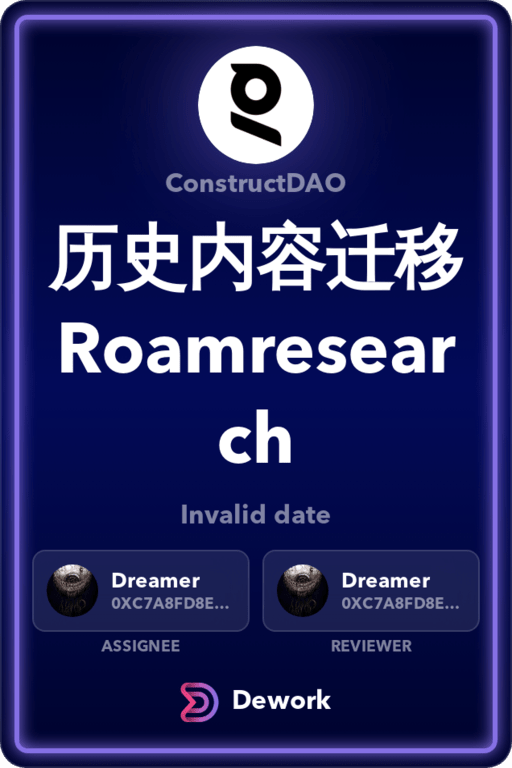 ConstructDAO
历史内容迁移
Roamresear
ch
Invalid date
Dreamer
0XC7A8FD8E...
Dreamer
0XC7A8FD8E...
ASSIGNEE
REVIEWER
Dework